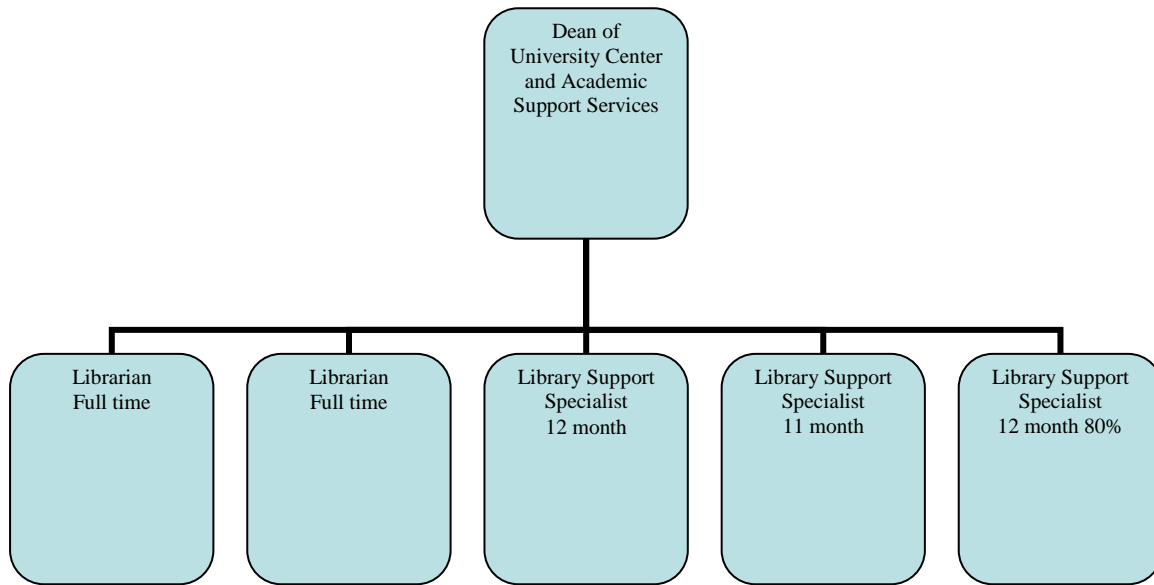 Dean of
University Center
and Academic
Support Services
Librarian
Full time
Librarian
Full time
Library Support
Specialist
12 month
Library Support
Specialist
11 month
Library Support
Specialist
12 month 80%